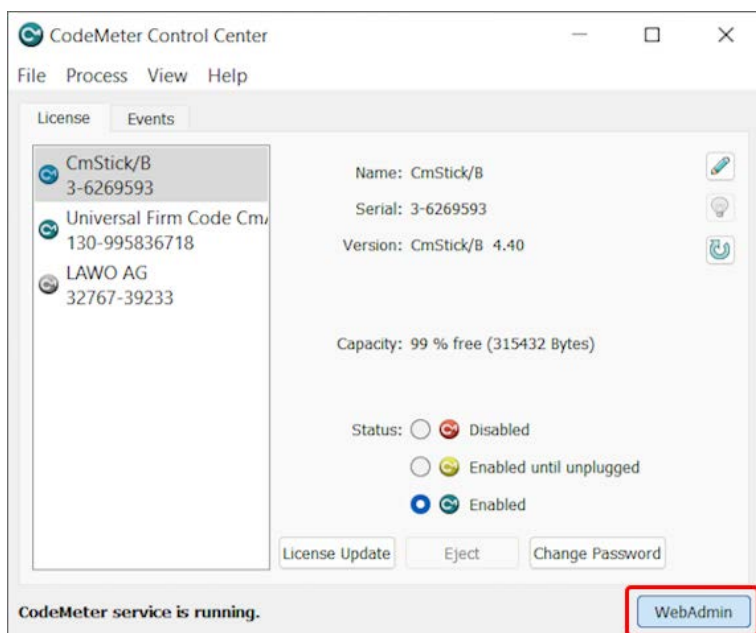 CodeMeter Control Center
File Process View Help
License Events
CmStick/B
3-6269593
Universal Firm Code Cm
130-995836718
LAWO AG
32767-39233
Name: CmStick/B
Serial: 3-6269593
Version: CmStick/B 4.40
Capacity: 99 % free (315432 Bytes)
Status: Disabled
Enabled until unplugged
Enabled
License Update Eject Change Password
CodeMeter service is running. WebAdmin